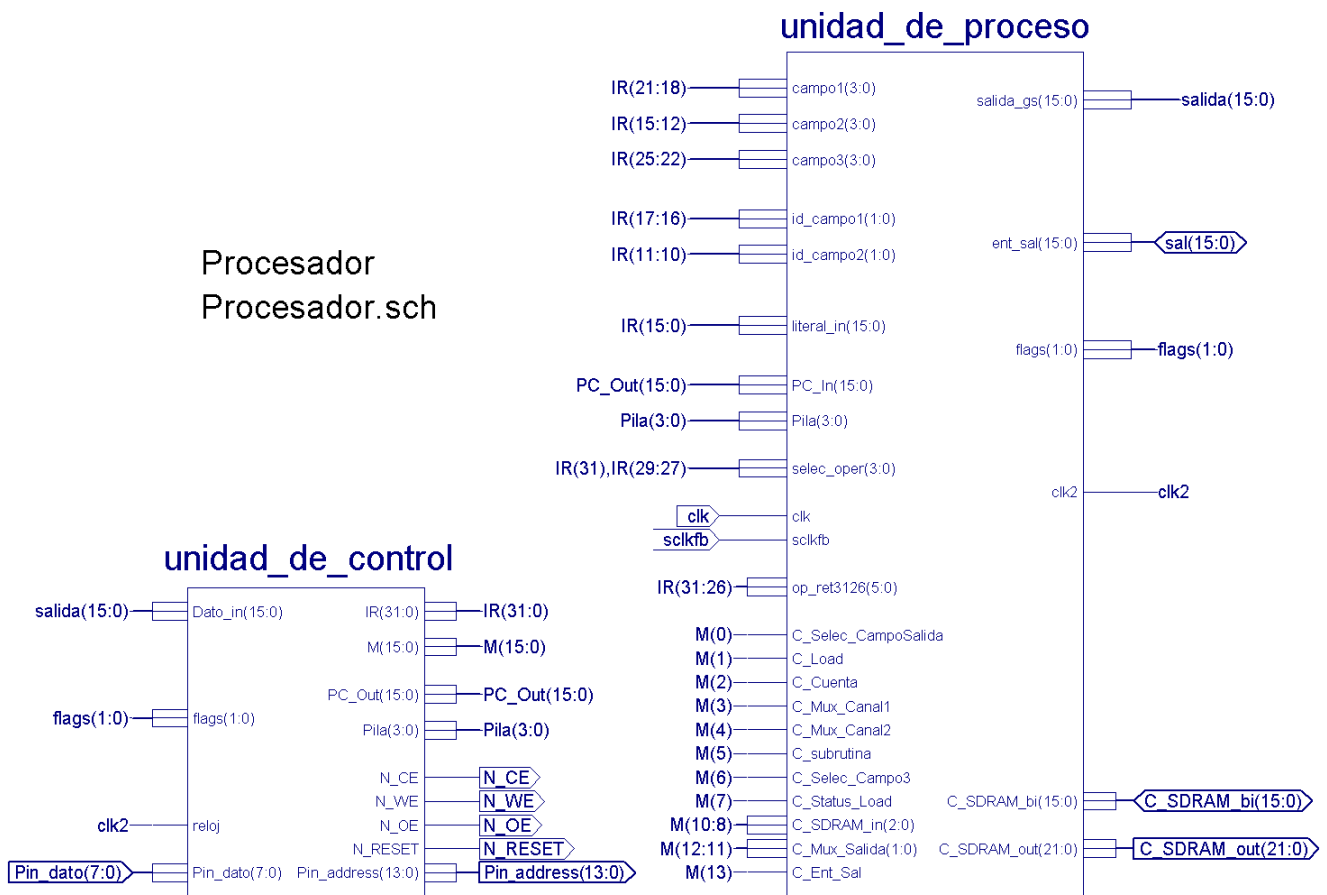 unidad_de_proceso
IR(21:18) campo1(3:0) salida_gs(15:0) salida(15:0)
IR(15:12) campo2(3:0)
IR(25:22) campo3(3:0)
IR(17:16) id_campo1(1:0)
ent_sal(15:0) sal(15:0)
IR(11:10) id_campo2(1:0)
Procesador
Procesador.sch
IR(15:0) literal_in(15:0)
flags(1:0) flags(1:0)
PC_Out(15:0) PC_In(15:0)
Pila(3:0) Pila(3:0)
IR(31),IR(29:27) selec_oper(3:0)
clk2 clk2
clk clk
sclkfb sclkfb
IR(31:26) op_ret3126(5:0)
M(0) C_Selec_CampoSalida
M(1) C_Load
M(2) C_Cuenta
M(3) C_Mux_Canal1
M(4) C_Mux_Canal2
M(5) C_subrutina
M(6) C_Selec_Campo3
M(7) C_Status_Load C_SDRAM_bi(15:0) C_SDRAM_bi(15:0)
M(10:8) C_SDRAM_in(2:0)
M(12:11) C_Mux_Salida(1:0) C_SDRAM_out(21:0) C_SDRAM_out(21:0)
M(13) C_Ent_Sal
unidad_de_control
salida(15:0) Dato_in(15:0) IR(31:0) IR(31:0)
M(15:0) M(15:0)
PC_Out(15:0) PC_Out(15:0)
flags(1:0) flags(1:0)
Pila(3:0) Pila(3:0)
N_CE N_CE
N_WE N_WE
clk2 reloj N_OE N_OE
N_RESET N_RESET
Pin_dato(7:0) Pin_dato(7:0) Pin_address(13:0) Pin_address(13:0)